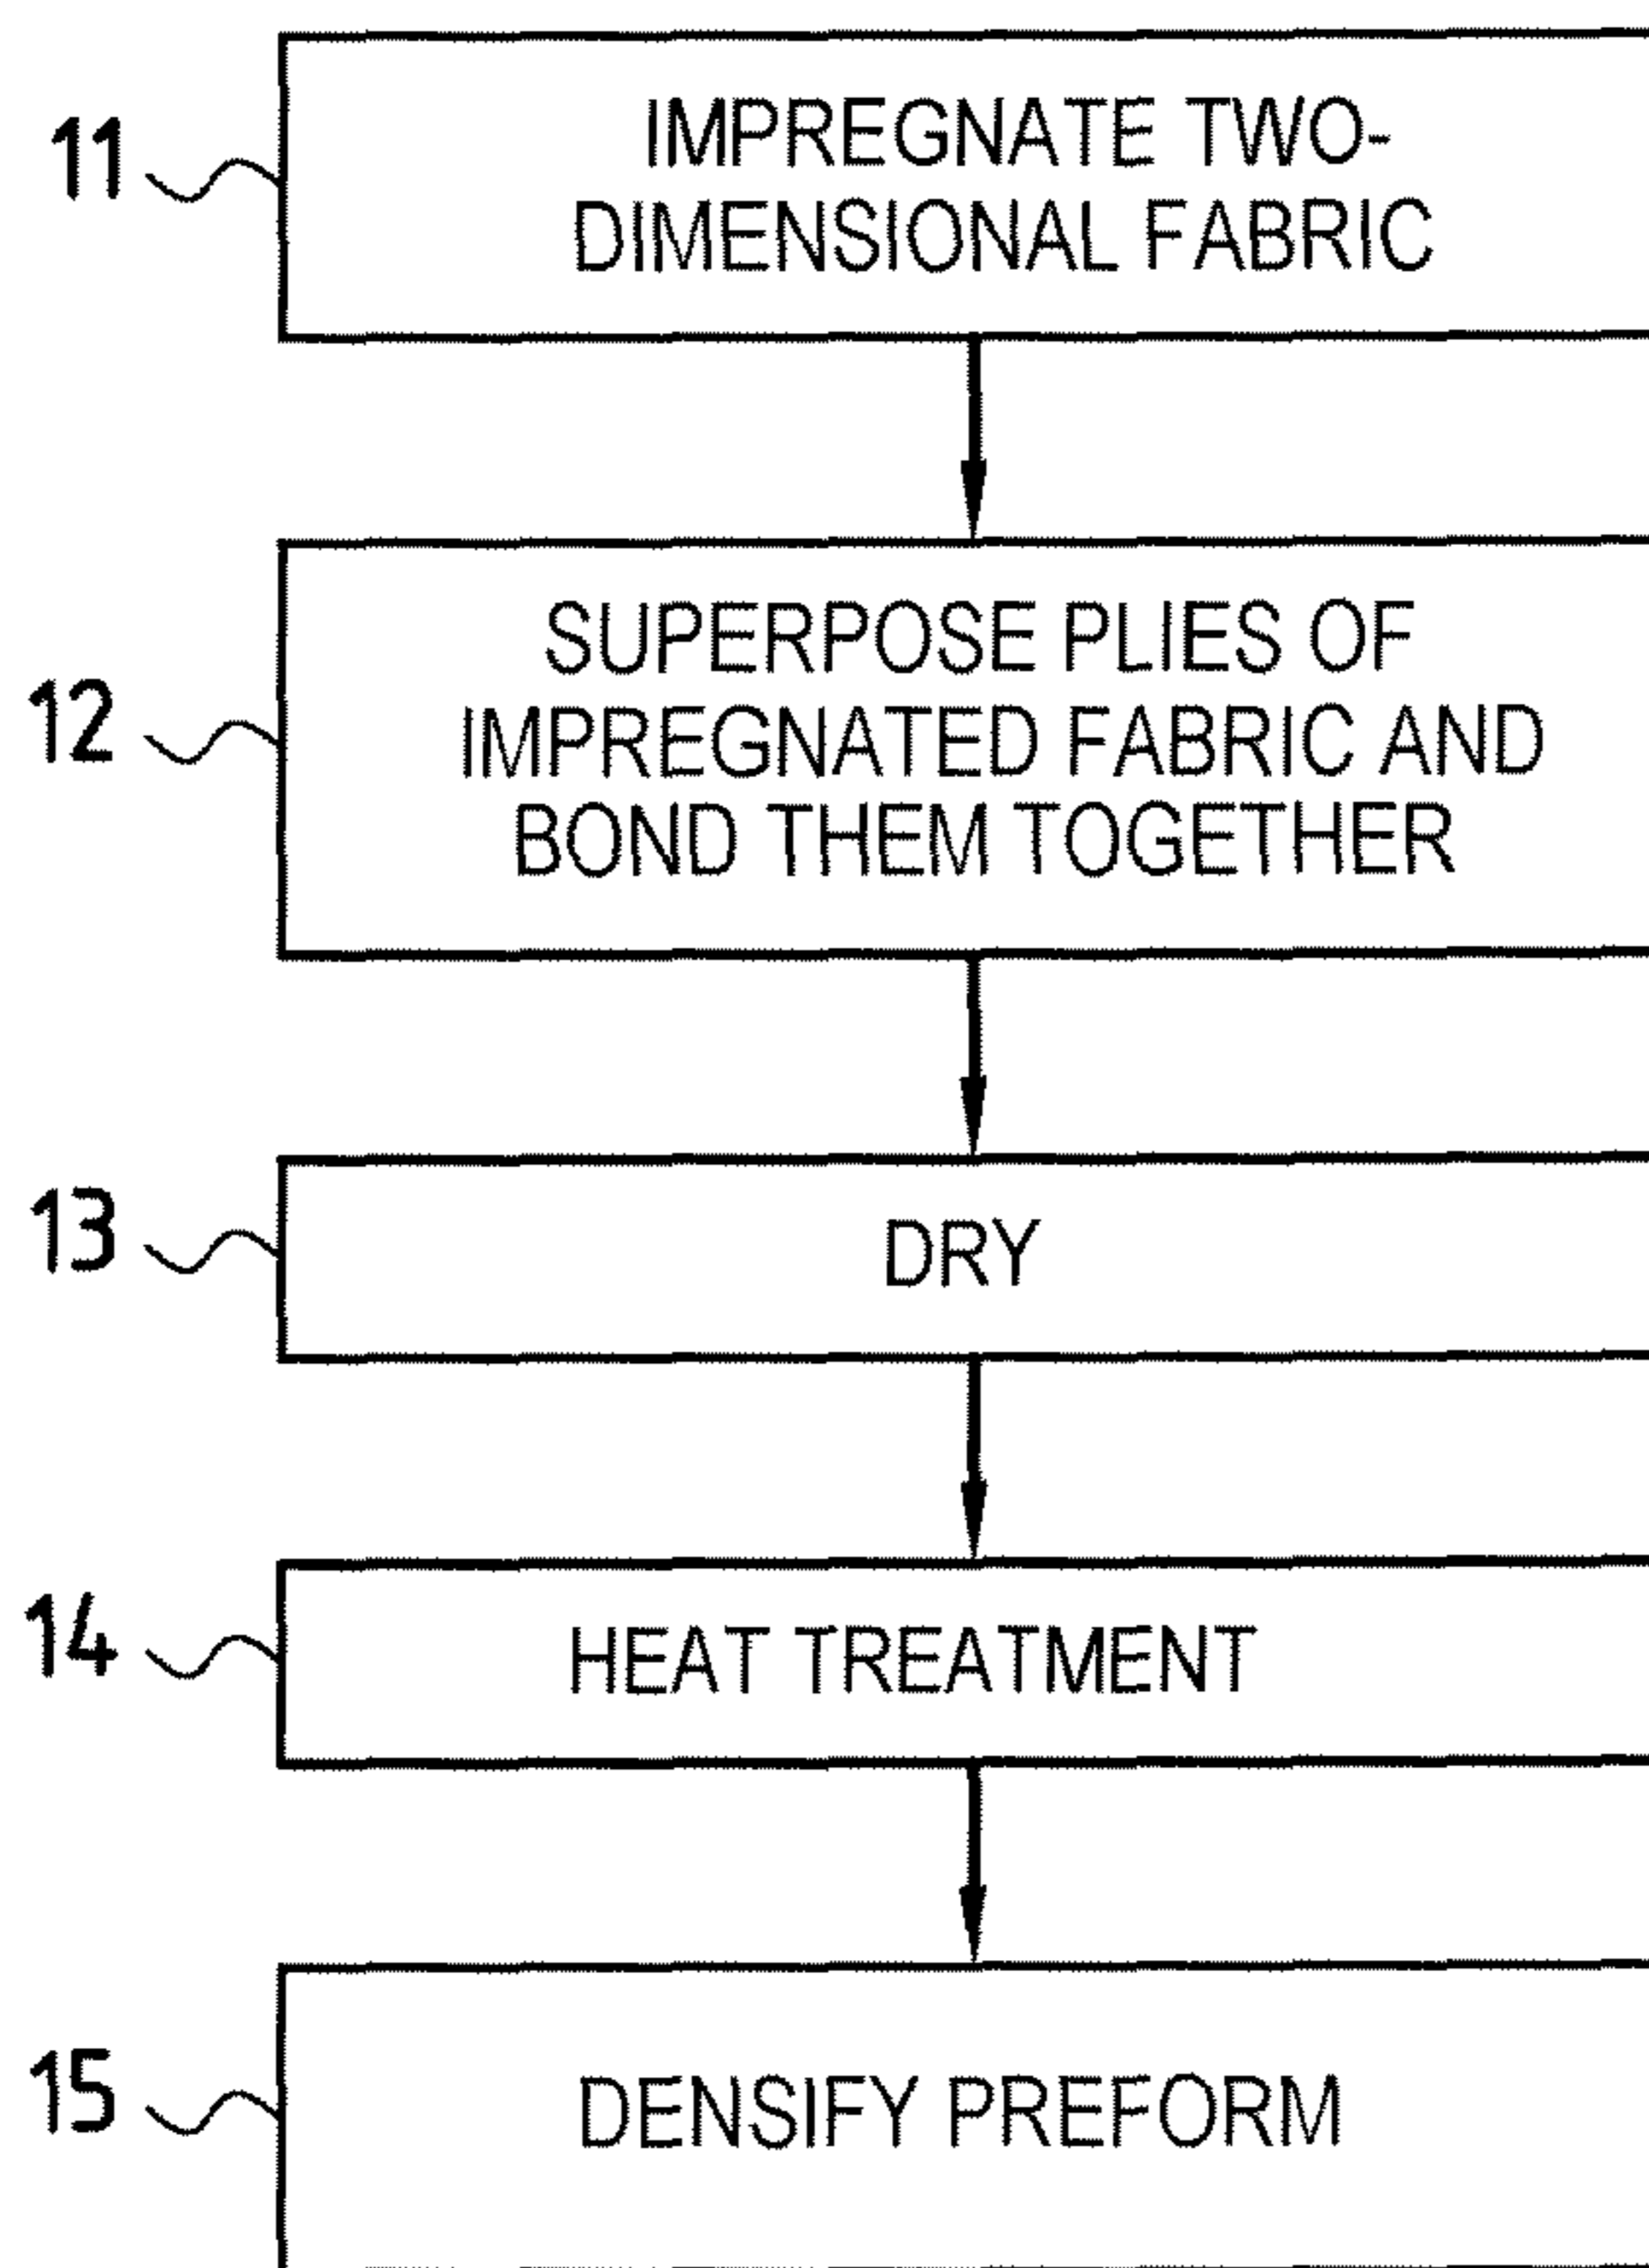 11
IMPREGNATE TWO-
DIMENSIONAL FABRIC
12
SUPERPOSE PLIES OF
IMPREGNATED FABRIC AND
BOND THEM TOGETHER
13
DRY
14
HEAT TREATMENT
15
DENSIFY PREFORM